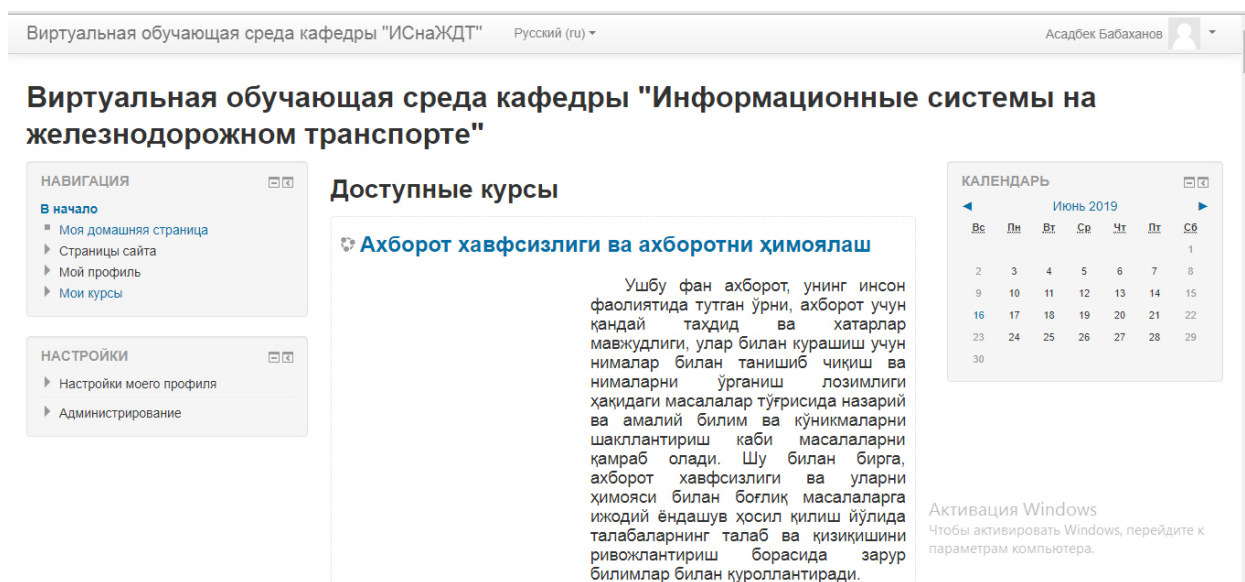 Виртуальная обучающая среда кафедры "ИСнаЖДТ" Русский (ru) Асадбек Бабаханов
Виртуальная обучающая среда кафедры "Информационные системы на
железнодорожном транспорте"
НАВИГАЦИЯ
В начало
Моя домашняя страница
Страницы сайта
Мой профиль
Мои курсы
НАСТРОЙКИ
Настройки моего профиля
Администрирование
Доступные курсы
Ахборот хавфсизлиги ва ахборотни ҳимоялаш
Ушбу фан ахборот, унинг инсон
фаолиятида тутган ўрни, ахборот учун
қандай таҳдид ва хатарлар
мавжудлиги, улар билан курашиш учун
нималар билан танишиб чиқиш ва
нималарни ўрганиш лозимлиги
ҳақидаги масалалар тўғрисида назарий
ва амалий билим ва кўникмаларни
шакллантириш каби масалаларни
қамраб олади. Шу билан бирга,
ахборот хавфсизлиги ва уларни
ҳимояси билан боғлиқ масалаларга
ижодий ёндашув ҳосил қилиш йўлида
талабаларнинг талаб ва қизиқишини
ривожлантириш борасида зарур
билимлар билан қуроллантиради.
КАЛЕНДАРЬ
Июнь 2019
Вс Пн Вт Ср Чт Пт Сб
1
2 3 4 5 6 7 8
9 10 11 12 13 14 15
16 17 18 19 20 21 22
23 24 25 26 27 28 29
30
Активация Windows
Чтобы активировать Windows, перейдите к
параметрам компьютера.